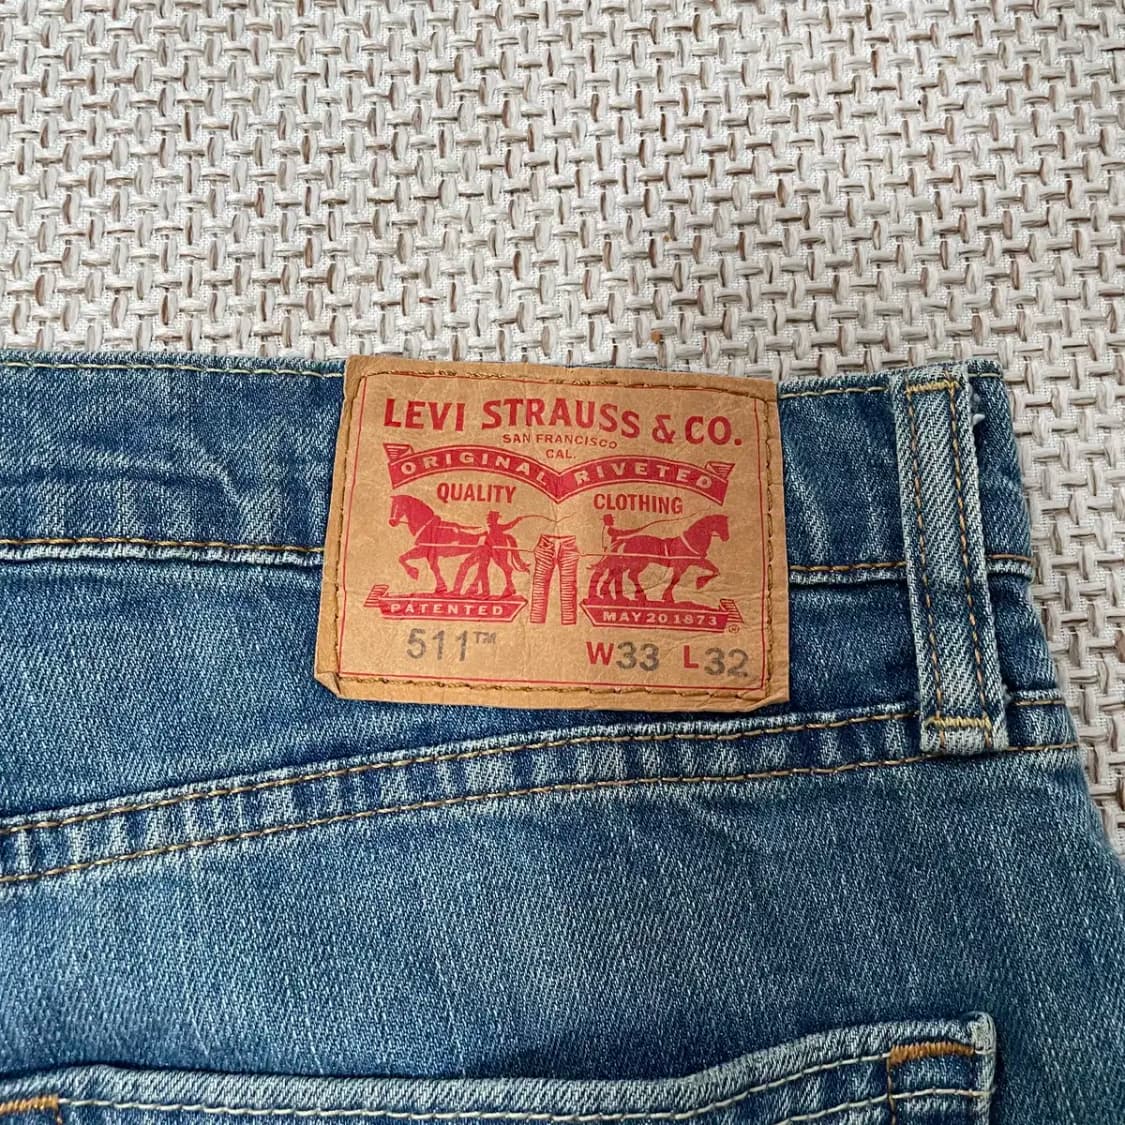 LEVI STRAUSS & CO.
SAN FRANCISCO
CAL.
ORIGINAL RIVETED
QUALITY CLOTHING
PATENTED MAY 20 1873 ®
511™ W33 L32